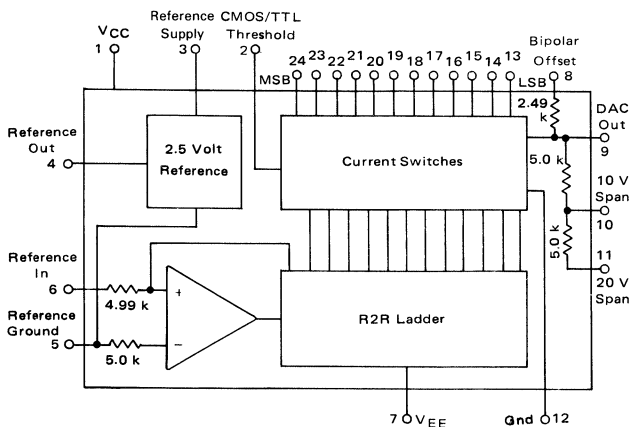 VCC
1
Reference
Supply
3
CMOS/TTL
Threshold
2
MSB
24 23 22 21 20 19 18 17 16 15 14 13
LSB
Bipolar
Offset
8
2.49
k
DAC
Out
9
5.0 k
10 V
Span
10
5.0 k
11
20 V
Span
Reference
Out
4
2.5 Volt
Reference
Current Switches
Reference
In
6
4.99 k
+
Reference
Ground
5
5.0 k
−
R2R Ladder
7 VEE
Gnd 12